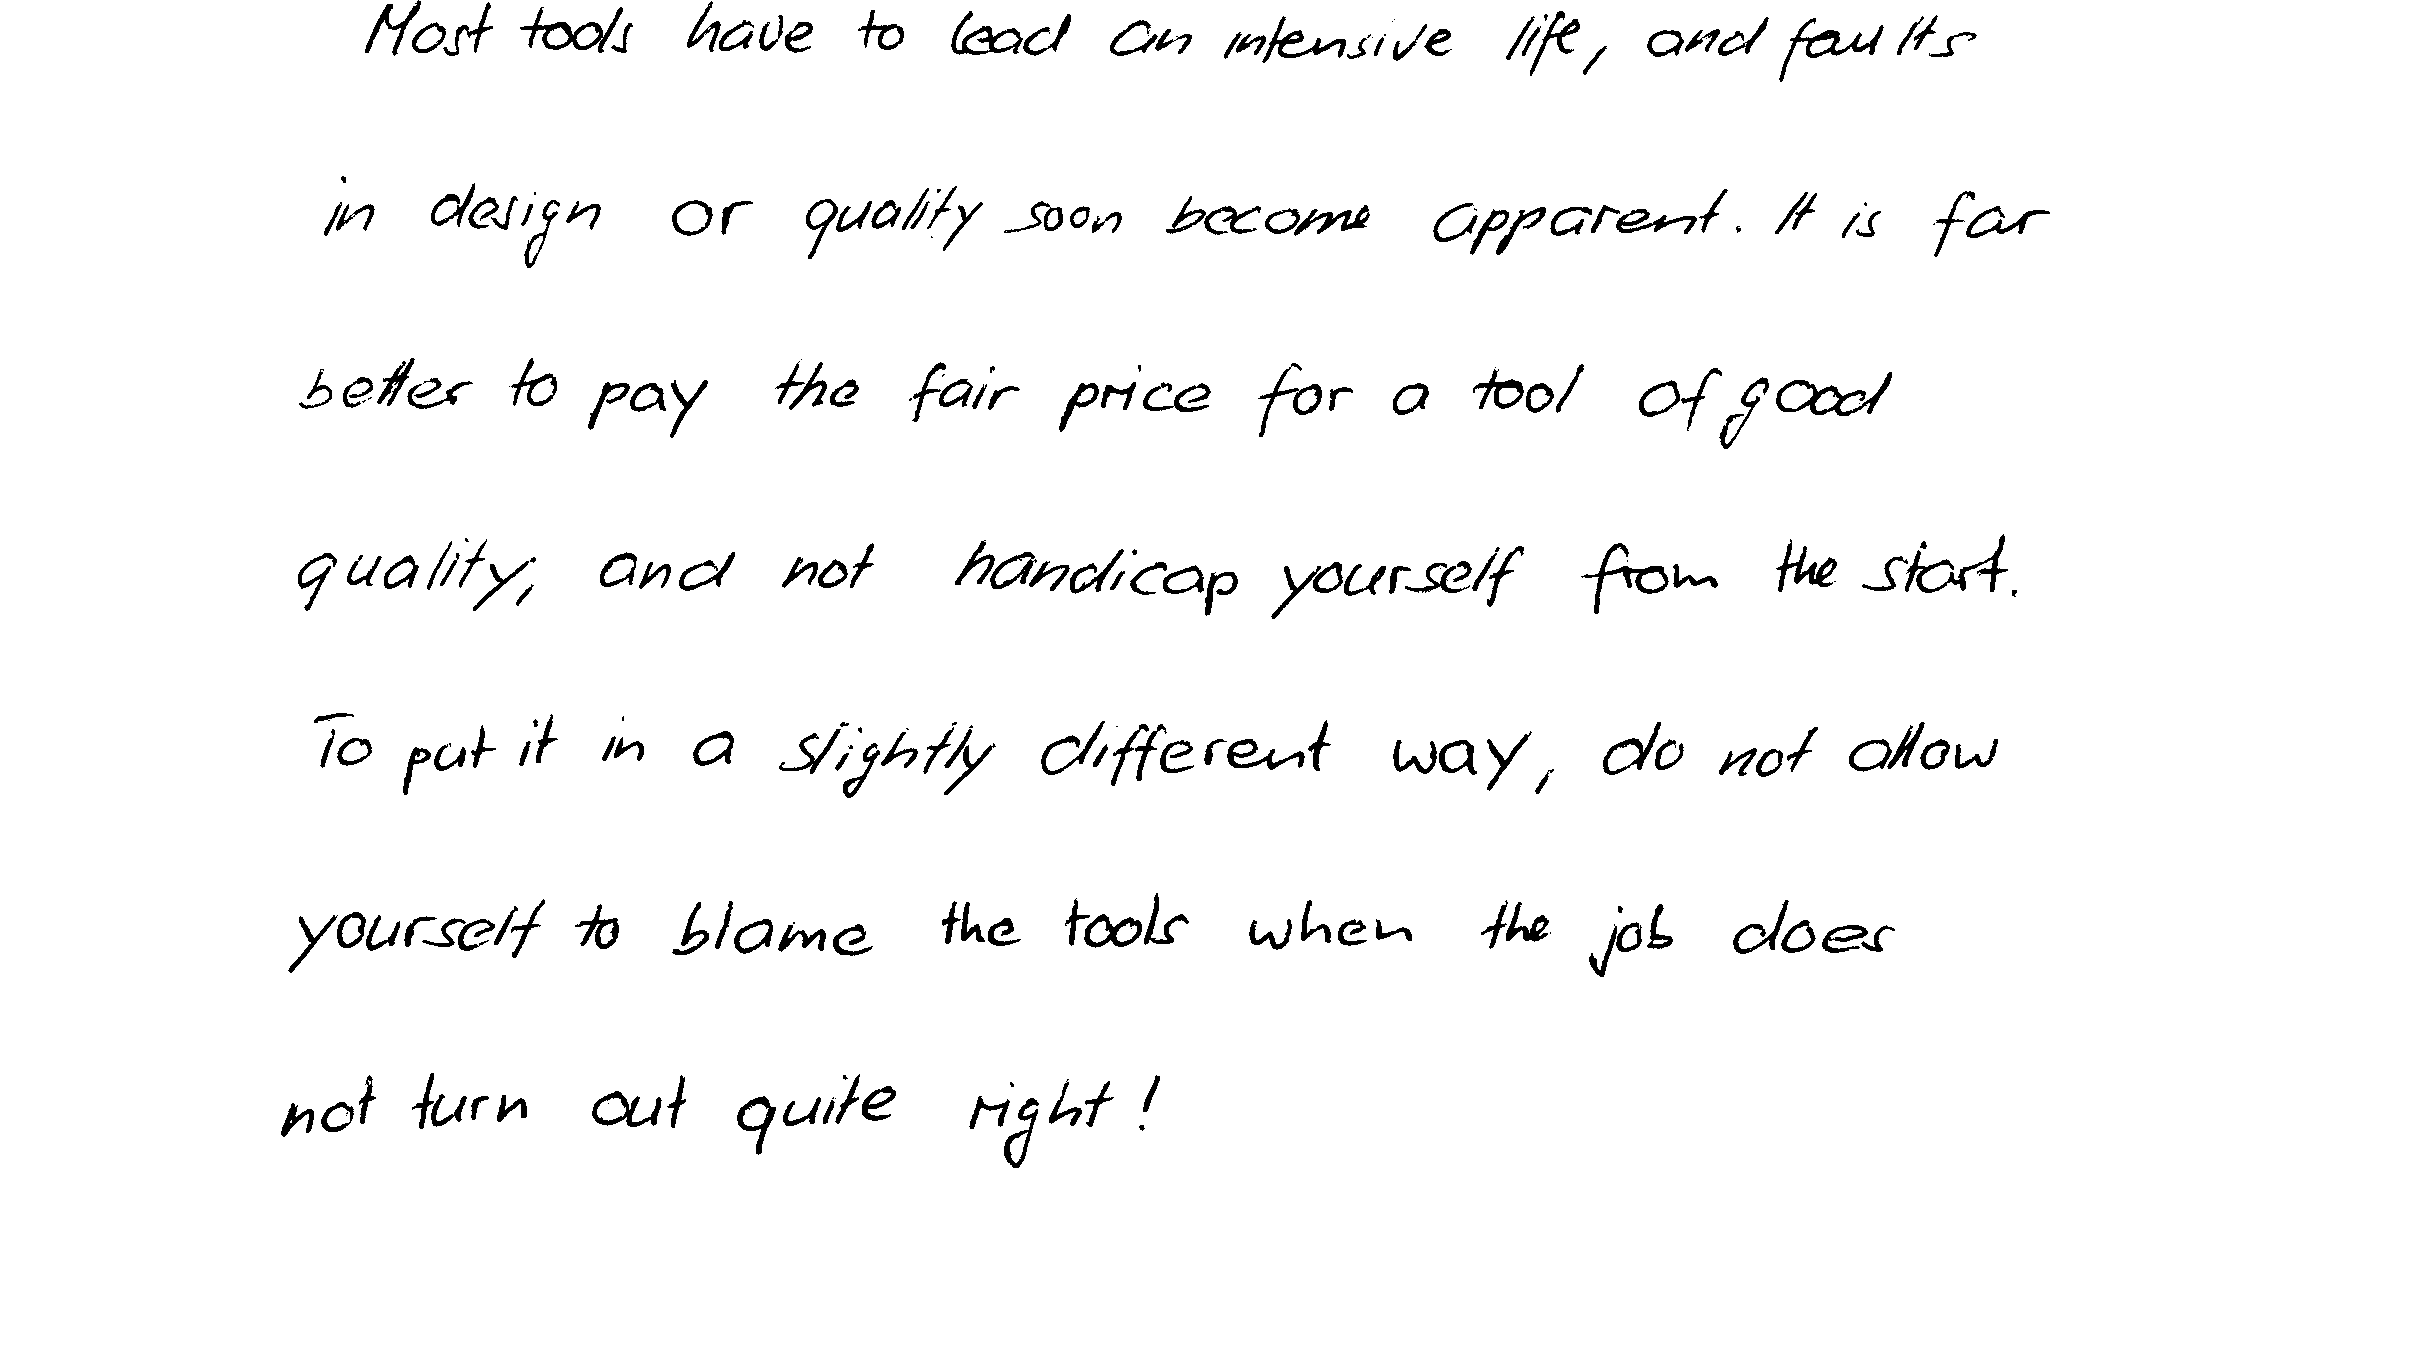 Most tools have to lead an intensive life, and faults
in design or quality soon become apparent. It is far
better to pay the fair price for a tool of good
quality, and not handicap yourself from the start.
To put it in a slightly different way, do not allow
yourself to blame the tools when the job does
not turn out quite right!